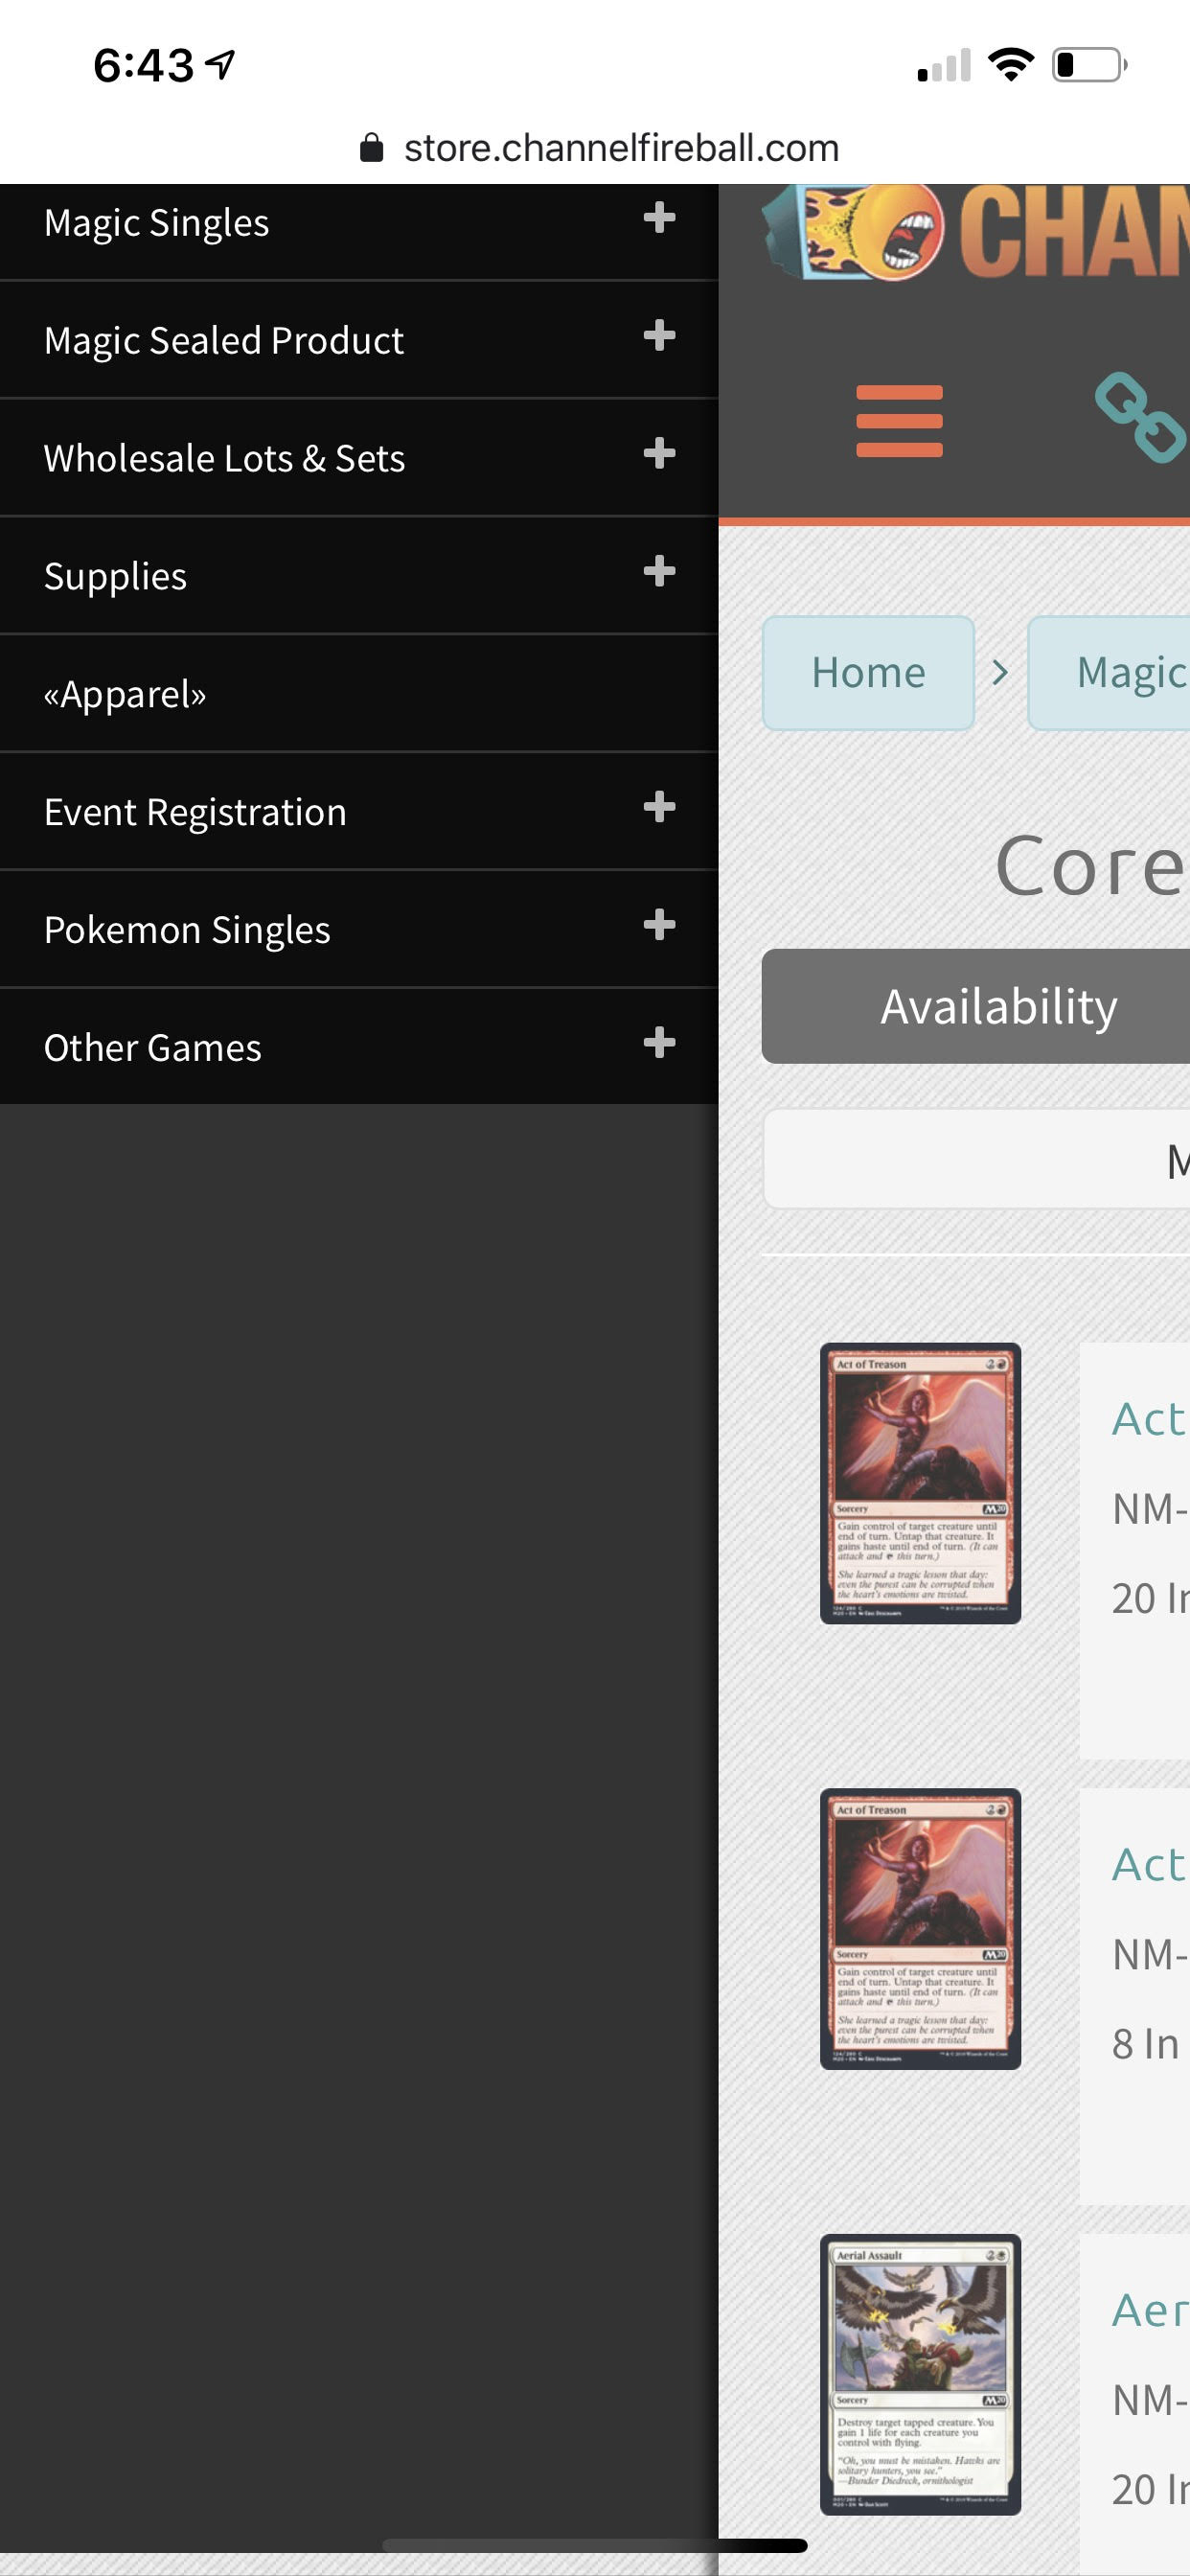 6:43
store.channelfireball.com
Magic Singles
Magic Sealed Product
Wholesale Lots & Sets
Supplies
«Apparel»
Event Registration
Pokemon Singles
Other Games
CHAN
Home
Magic
Core
Availability
M
Act of Treason
2
Sorcery
M20
Gain control of target creature until
end of turn. Untap that creature. It
gains haste until end of turn. (It can
attack and this turn.)
She learned a tragic lesson that day:
even the purest can be corrupted when
the heart's emotions are twisted.
Act
NM-
20 In
Act of Treason
2
Sorcery
M20
Gain control of target creature until
end of turn. Untap that creature. It
gains haste until end of turn. (It can
attack and this turn.)
She learned a tragic lesson that day:
even the purest can be corrupted when
the heart's emotions are twisted.
Act
NM-
8 In
Aerial Assault
2
Sorcery
M20
Destroy target tapped creature. You
gain 1 life for each creature you
control with flying.
"Oh, you must be mistaken. Hawks are
solitary hunters, you see."
—Bunder Diedreck, ornithologist
Aer
NM-
20 In